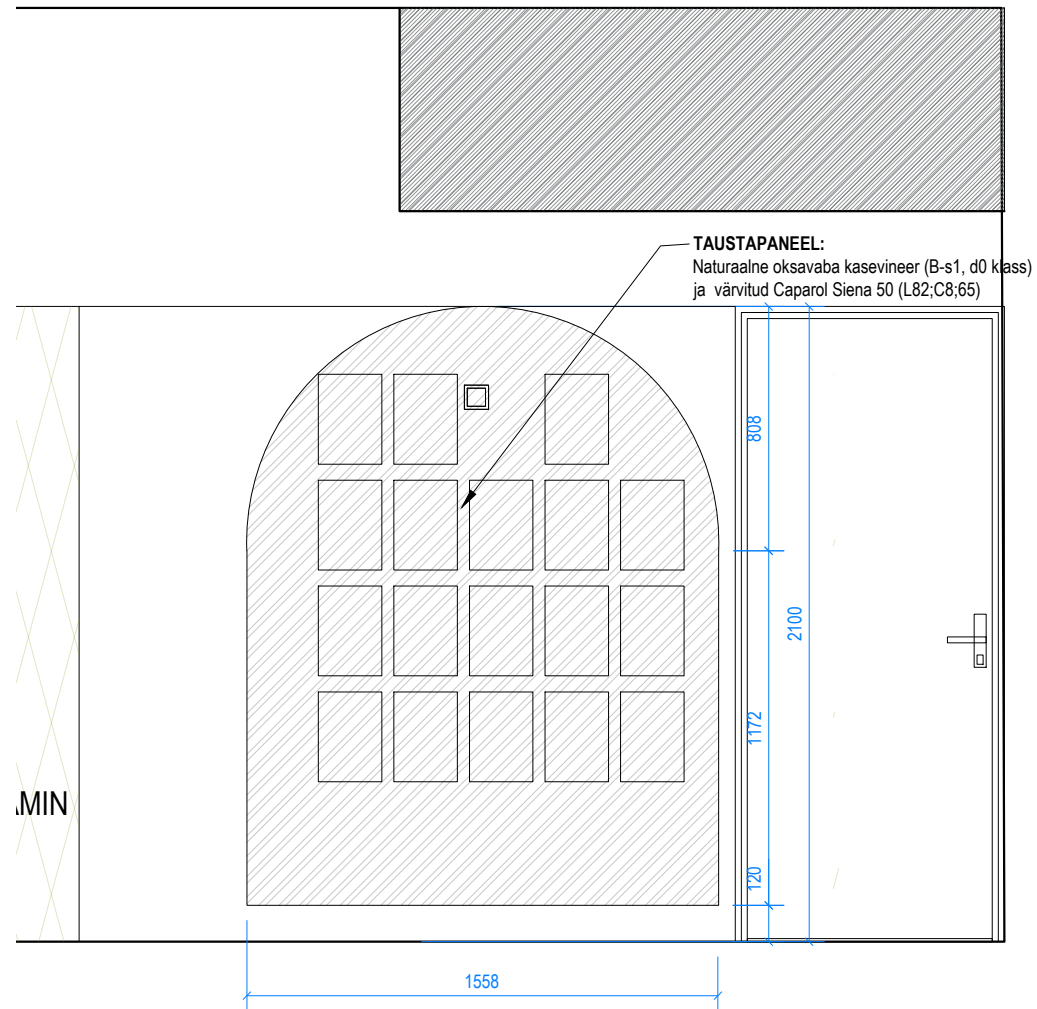 TAUSTAPANEEL:
Naturaalne oksavaba kasevineer (B-s1, d0 klass)
ja värvitud Caparol Siena 50 (L82;C8;65)
808
2100
1172
AMIN
120
1558